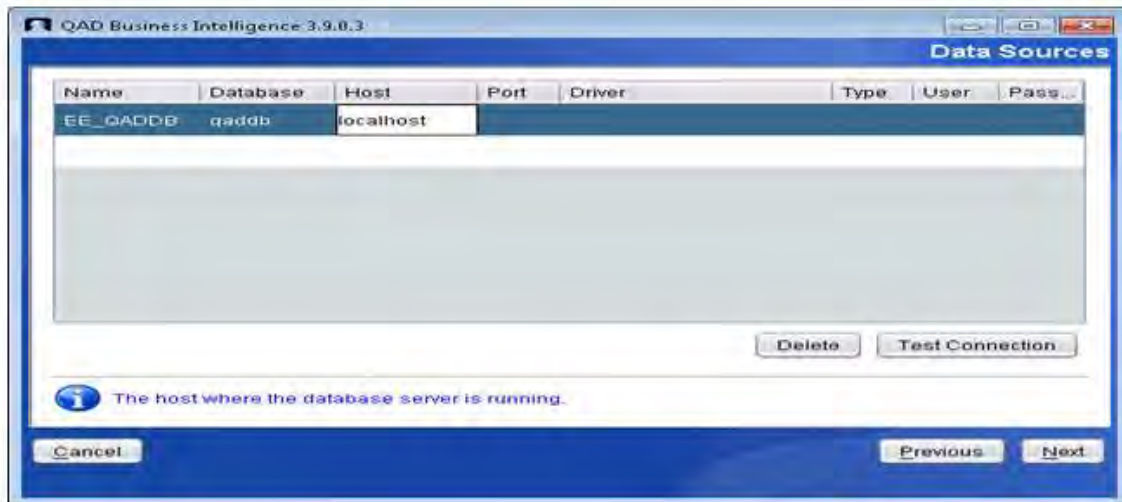 QAD Business Intelligence 3.9.0.3
Data Sources
Name Database Host Port Driver Type User Pass...
EE_QADDB qaddb localhost
Delete Test Connection
The host where the database server is running.
Cancel Previous Next